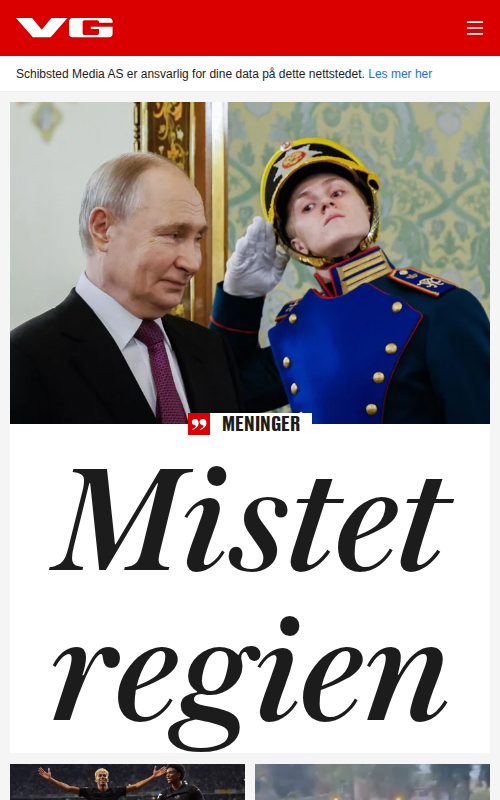 VG
Schibsted Media AS er ansvarlig for dine data på dette nettstedet. Les mer her
MENINGER
Mistet
regien